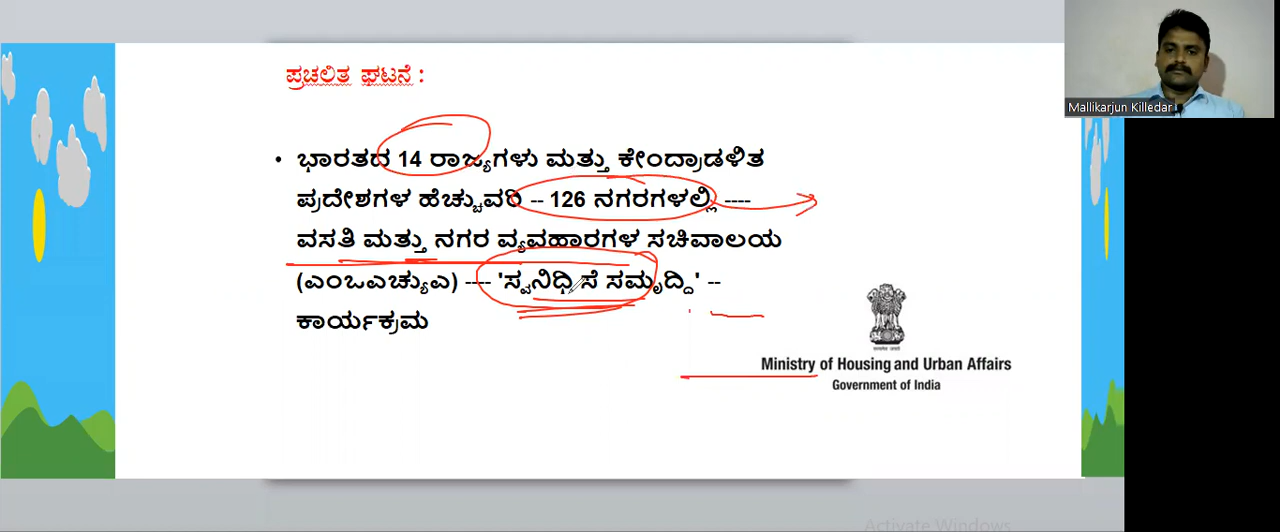 ಪ್ರಚಲಿತ ಘಟನೆ :
Mallikarjun Killedar
• ಭಾರತದ 14 ರಾಜ್ಯಗಳು ಮತ್ತು ಕೇಂದ್ರಾಡಳಿತ
ಪ್ರದೇಶಗಳ ಹೆಚ್ಚುವರಿ -- 126 ನಗರಗಳಲ್ಲಿ ----
ವಸತಿ ಮತ್ತು ನಗರ ವ್ಯವಹಾರಗಳ ಸಚಿವಾಲಯ
(ಎಂಒಎಚ್ಯುಎ) ---- 'ಸ್ವನಿಧಿಸೆ ಸಮೃದ್ದಿ' --
ಕಾರ್ಯಕ್ರಮ
Ministry of Housing and Urban Affairs
Government of India
Activate Windows